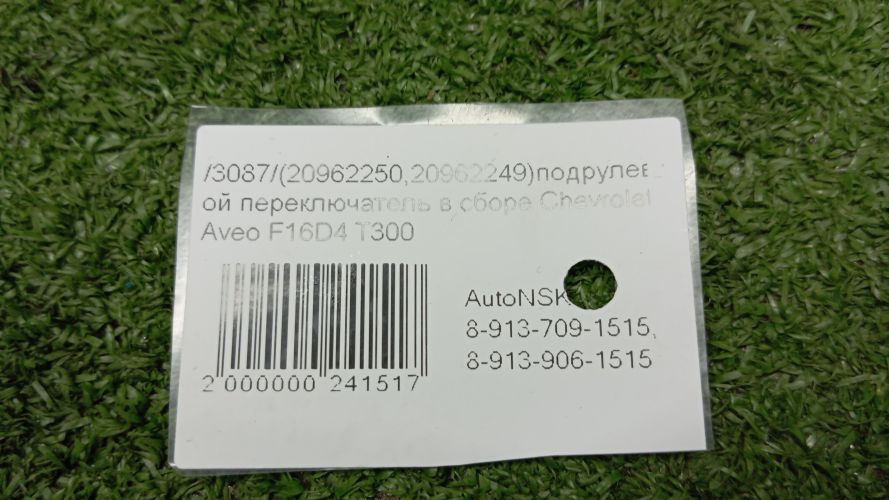 /3087/(20962250,20962249)подрулев
ой переключатель в сборе Chevrolet
Aveo F16D4 T300
AutoNSK
8-913-709-1515,
8-913-906-1515
2 000000 241517